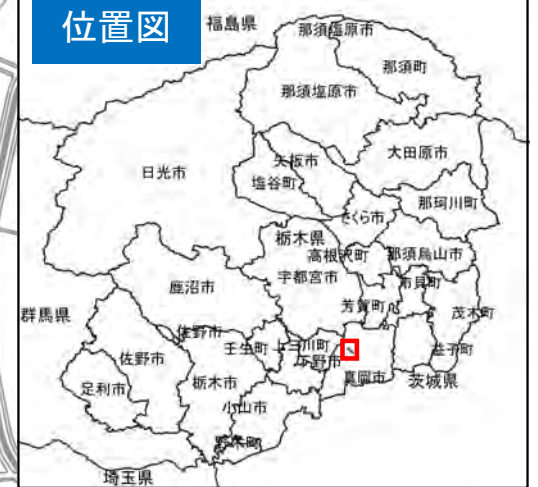 位置図
福島県
那須塩原市
那須町
那須塩原市
大田原市
矢板市
日光市
塩谷町
那珂川町
さくら市
栃木県
高根沢町
那須烏山市
宇都宮市
鹿沼市
市貝町
芳賀町
茂木町
群馬県
佐野市
壬生町
上三川町
下野市
益子町
佐野市
真岡市
茨城県
足利市
栃木市
小山市
野木町
埼玉県